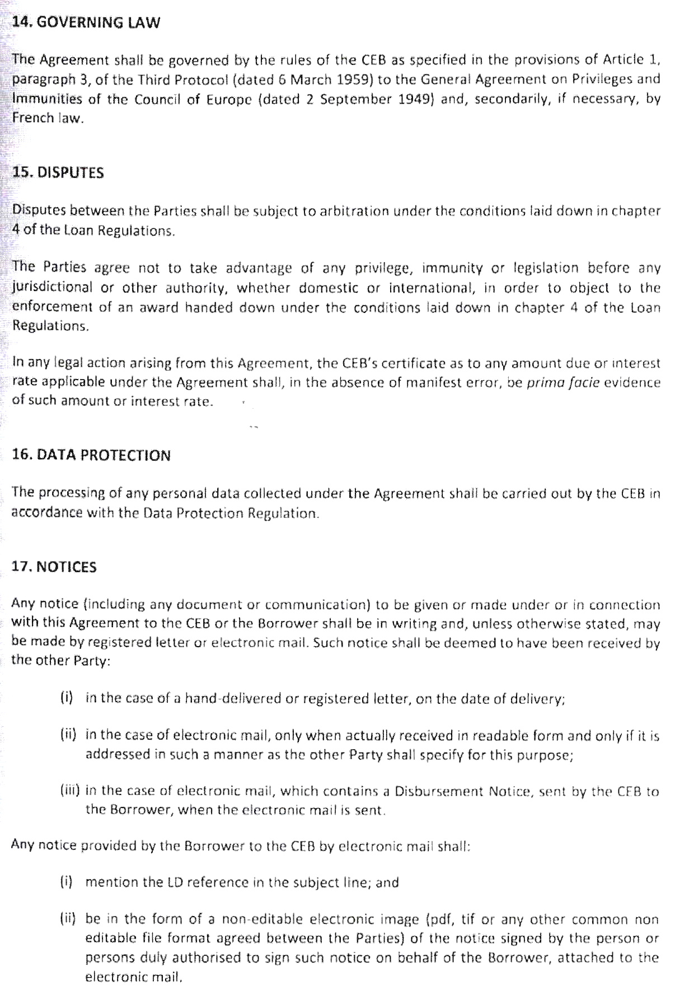 14. GOVERNING LAW
The Agreement shall be governed by the rules of the CEB as specified in the provisions of Article 1,
paragraph 3, of the Third Protocol (dated 6 March 1959) to the General Agreement on Privileges and
Immunities of the Council of Europe (dated 2 September 1949) and, secondarily, if necessary, by
French law.
15. DISPUTES
Disputes between the Parties shall be subject to arbitration under the conditions laid down in chapter
4 of the Loan Regulations.
The Parties agree not to take advantage of any privilege, immunity or legislation before any
jurisdictional or other authority, whether domestic or international, in order to object to the
enforcement of an award handed down under the conditions laid down in chapter 4 of the Loan
Regulations.
In any legal action arising from this Agreement, the CEB's certificate as to any amount due or interest
rate applicable under the Agreement shall, in the absence of manifest error, be prima facie evidence
of such amount or interest rate.
16. DATA PROTECTION
The processing of any personal data collected under the Agreement shall be carried out by the CEB in
accordance with the Data Protection Regulation.
17. NOTICES
Any notice (including any document or communication) to be given or made under or in connection
with this Agreement to the CEB or the Borrower shall be in writing and, unless otherwise stated, may
be made by registered letter or electronic mail. Such notice shall be deemed to have been received by
the other Party:
(i) in the case of a hand-delivered or registered letter, on the date of delivery;
(ii) in the case of electronic mail, only when actually received in readable form and only if it is
addressed in such a manner as the other Party shall specify for this purpose;
(iii) in the case of electronic mail, which contains a Disbursement Notice, sent by the CEB to
the Borrower, when the electronic mail is sent.
Any notice provided by the Borrower to the CEB by electronic mail shall:
(i) mention the LD reference in the subject line; and
(ii) be in the form of a non-editable electronic image (pdf, tif or any other common non
editable file format agreed between the Parties) of the notice signed by the person or
persons duly authorised to sign such notice on behalf of the Borrower, attached to the
electronic mail.